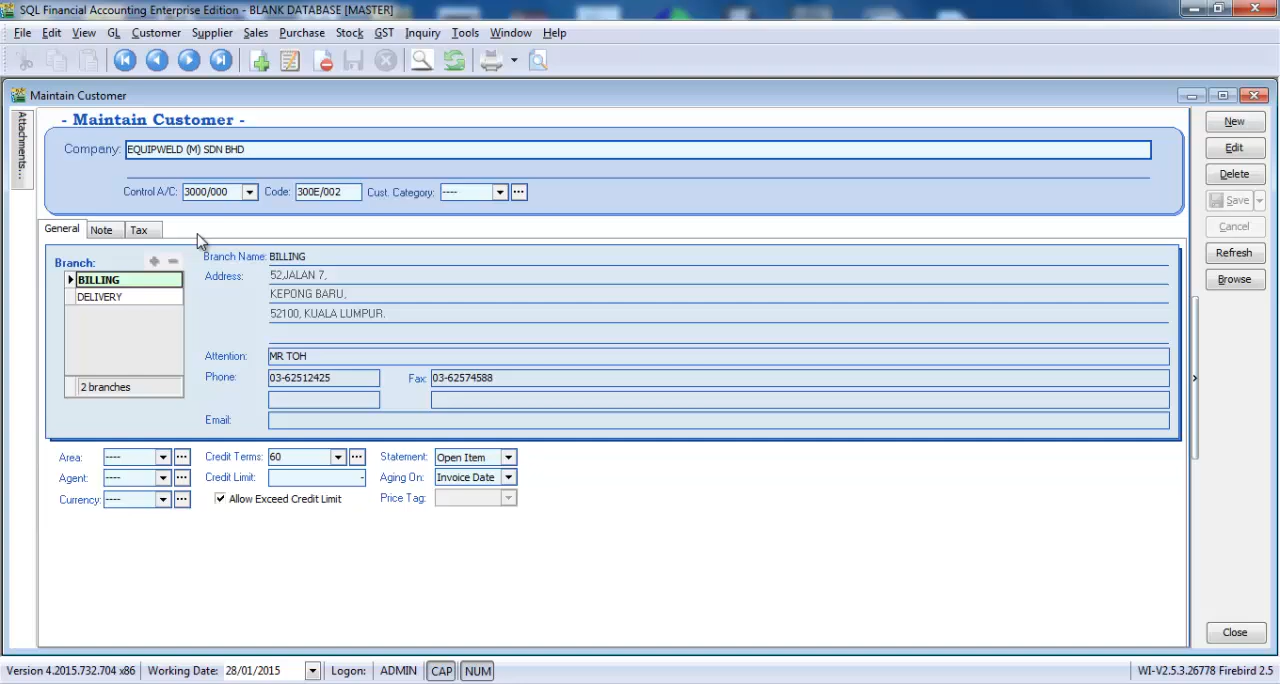 SQL Financial Accounting Enterprise Edition - BLANK DATABASE [MASTER]
File Edit View GL Customer Supplier Sales Purchase Stock GST Inquiry Tools Window Help
Maintain Customer
Attachments...
- Maintain Customer -
Company: EQUIPWELD (M) SDN BHD
Control A/C: 3000/000 Code: 300E/002 Cust. Category: ----
General Note Tax
Branch:
BILLING
DELIVERY
2 branches
Branch Name: BILLING
Address: 52,JALAN 7,
KEPONG BARU,
52100, KUALA LUMPUR.
Attention: MR TOH
Phone: 03-62512425 Fax: 03-62574588
Email:
Area: ---- Credit Terms: 60 Statement: Open Item
Agent: ---- Credit Limit: - Aging On: Invoice Date
Currency: ---- Allow Exceed Credit Limit Price Tag:
New
Edit
Delete
Save
Cancel
Refresh
Browse
Close
Version 4.2015.732.704 x86 Working Date: 28/01/2015 Logon: ADMIN CAP NUM WI-V2.5.3.26778 Firebird 2.5